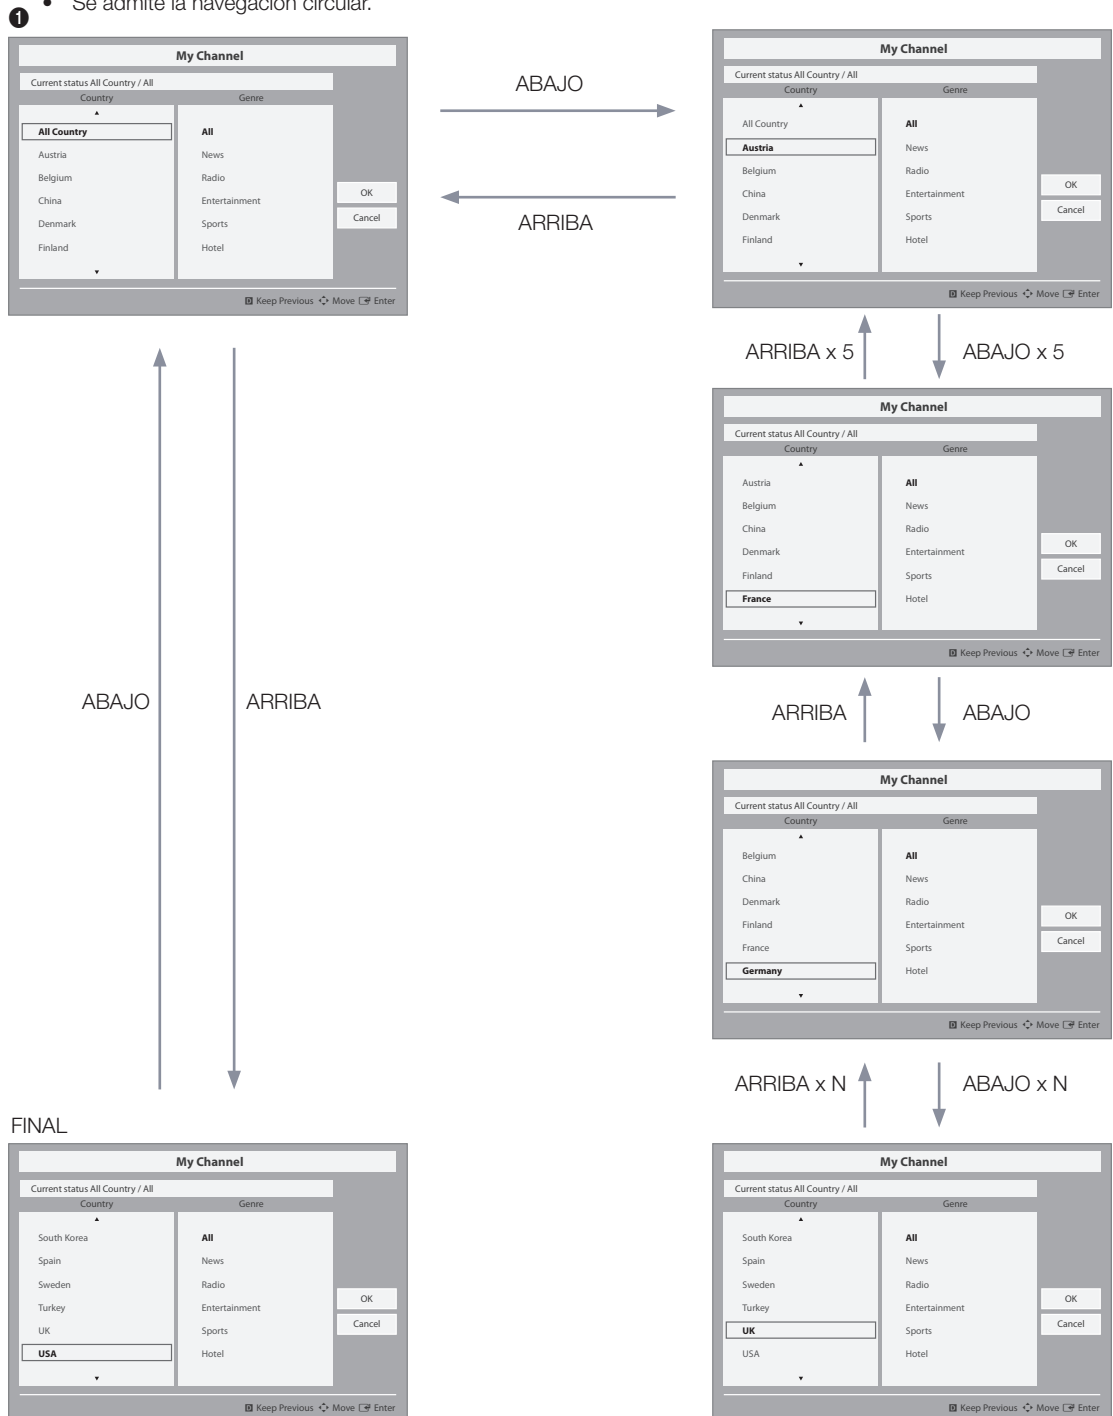 • Se admite la navegación circular.
❶
My Channel
Current status All Country / All
Country Genre
▲
All Country All
Austria News
Belgium Radio
China Entertainment
Denmark Sports
Finland Hotel
▼
OK
Cancel
D Keep Previous Move Enter
ABAJO
ARRIBA
My Channel
Current status All Country / All
Country Genre
▲
All Country All
Austria News
Belgium Radio
China Entertainment
Denmark Sports
Finland Hotel
▼
OK
Cancel
D Keep Previous Move Enter
ARRIBA x 5 ABAJO x 5
My Channel
Current status All Country / All
Country Genre
▲
Austria All
Belgium News
China Radio
Denmark Entertainment
Finland Sports
France Hotel
▼
OK
Cancel
D Keep Previous Move Enter
ABAJO ARRIBA
ARRIBA ABAJO
My Channel
Current status All Country / All
Country Genre
▲
Belgium All
China News
Denmark Radio
Finland Entertainment
France Sports
Germany Hotel
▼
OK
Cancel
D Keep Previous Move Enter
ARRIBA x N ABAJO x N
FINAL
My Channel
Current status All Country / All
Country Genre
▲
South Korea All
Spain News
Sweden Radio
Turkey Entertainment
UK Sports
USA Hotel
▼
OK
Cancel
D Keep Previous Move Enter
My Channel
Current status All Country / All
Country Genre
▲
South Korea All
Spain News
Sweden Radio
Turkey Entertainment
UK Sports
USA Hotel
▼
OK
Cancel
D Keep Previous Move Enter